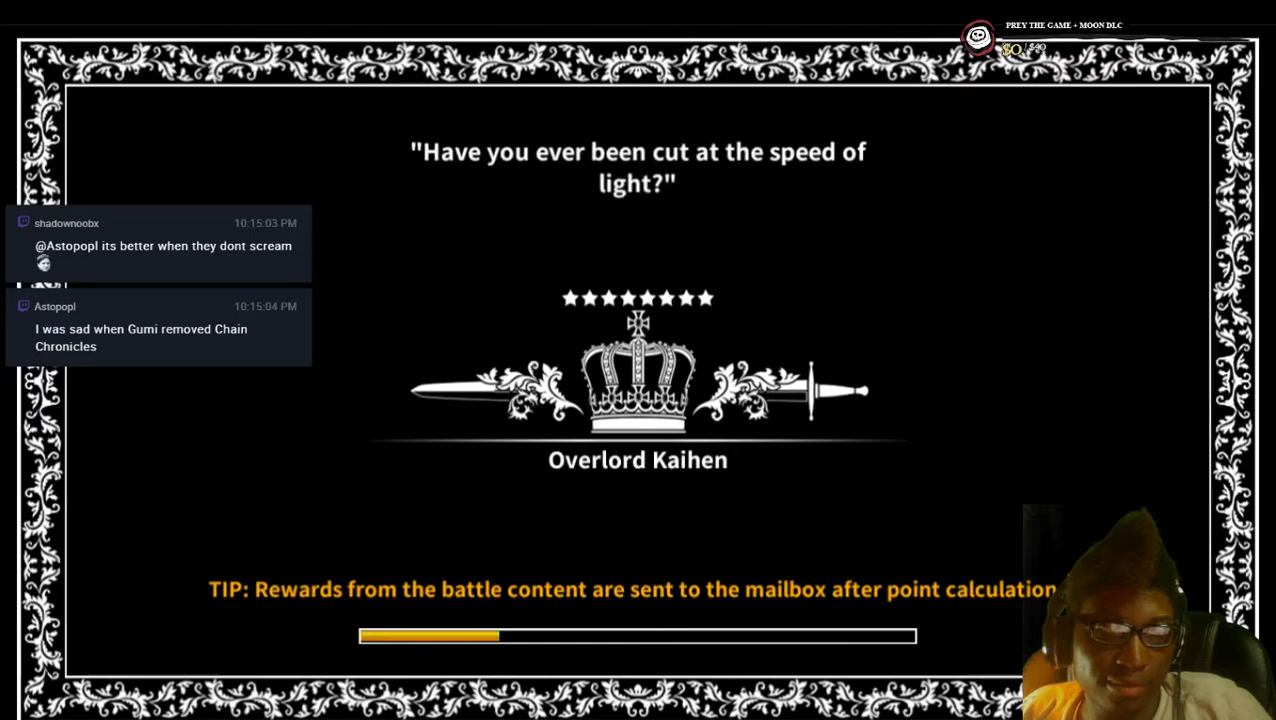 PREY THE GAME + MOON DLC
$0 / $40
"Have you ever been cut at the speed of
light?"
shadownoobx 10:15:03 PM
@Astopopl its better when they dont scream
Astopopl 10:15:04 PM
I was sad when Gumi removed Chain
Chronicles
Overlord Kaihen
TIP: Rewards from the battle content are sent to the mailbox after point calculation